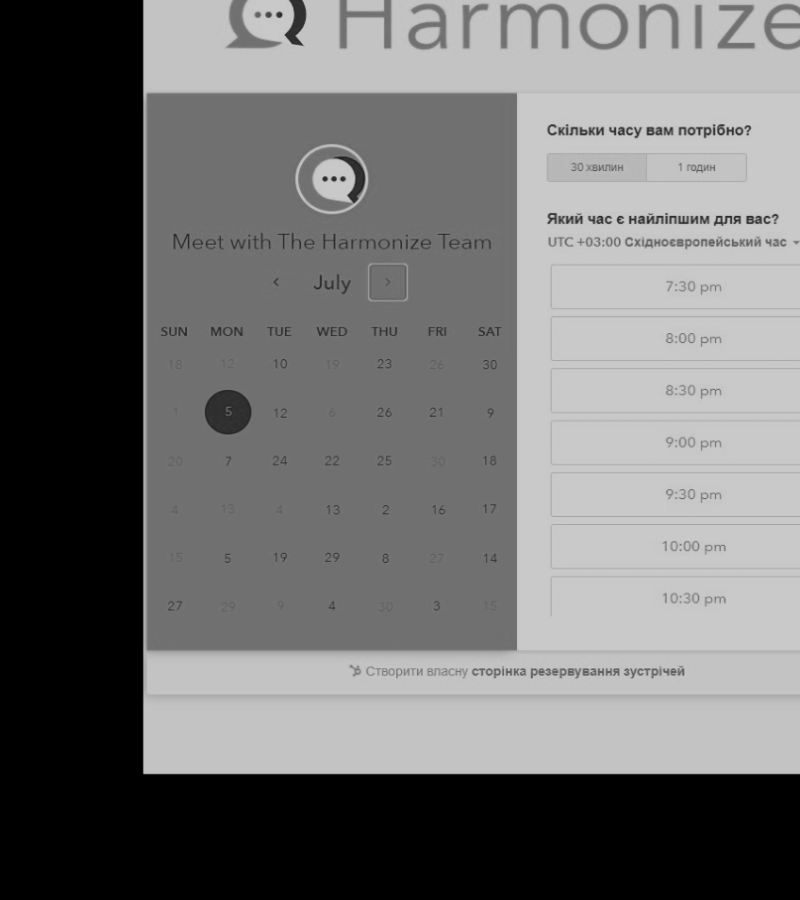 Harmonize
Meet with The Harmonize Team
July
SUN MON TUE WED THU FRI SAT
18 12 10 19 23 26 30
1 5 12 6 26 21 9
20 7 24 22 25 30 18
4 13 4 13 2 16 17
15 5 19 29 8 27 14
27 29 9 4 30 3 15
Скільки часу вам потрібно?
30 хвилин 1 годин
Який час є найліпшим для вас?
UTC +03:00 Східноєвропейський час
7:30 pm
8:00 pm
8:30 pm
9:00 pm
9:30 pm
10:00 pm
10:30 pm
Створити власну сторінка резервування зустрічей